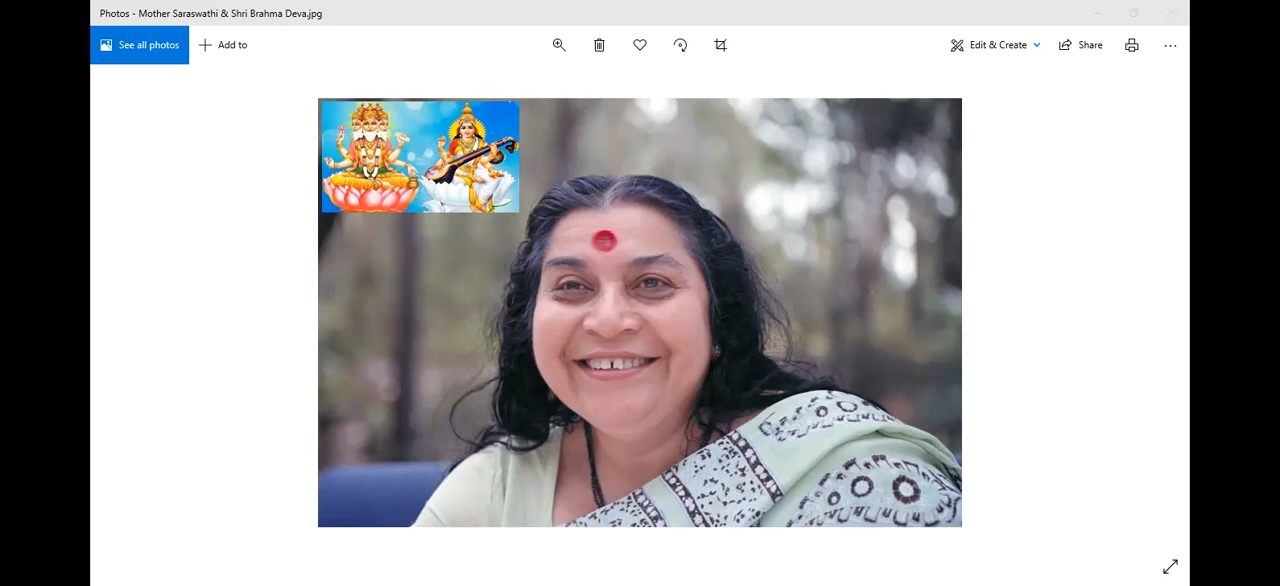 Photos - Mother Saraswathi & Shri Brahma Deva.jpg
See all photos
Add to
Edit & Create
Share